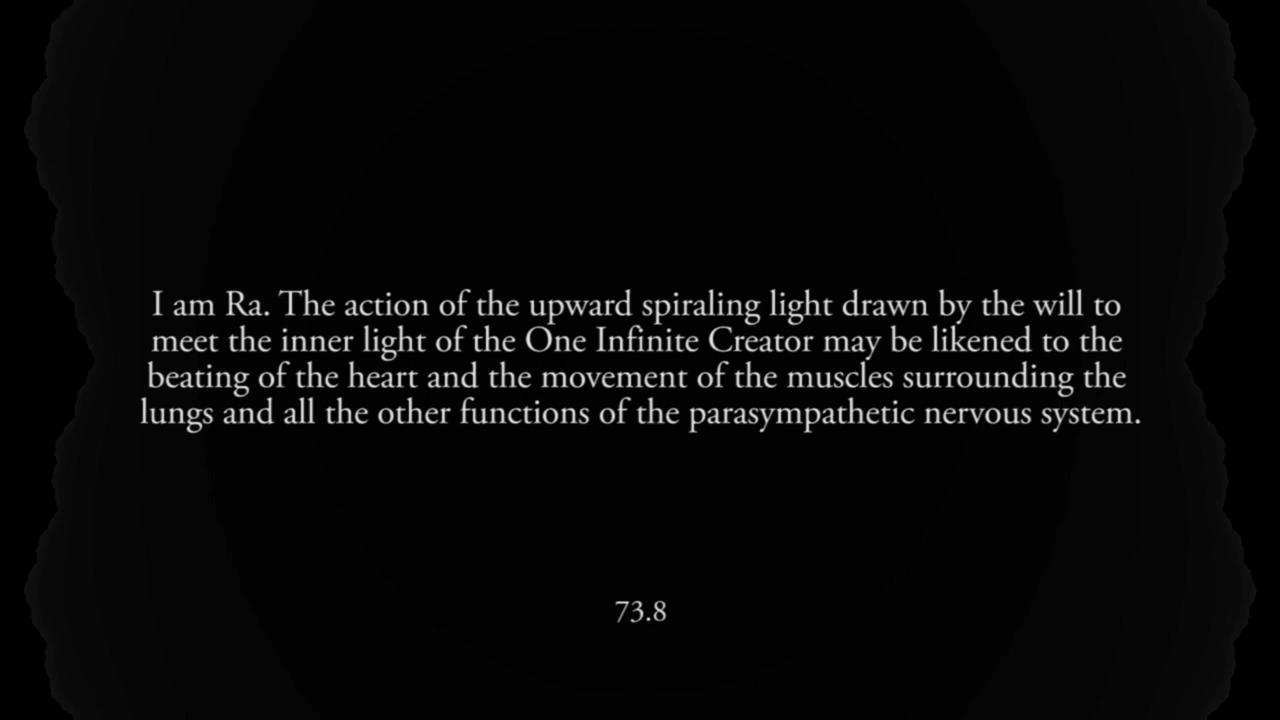 I am Ra. The action of the upward spiraling light drawn by the will to
meet the inner light of the One Infinite Creator may be likened to the
beating of the heart and the movement of the muscles surrounding the
lungs and all the other functions of the parasympathetic nervous system.
73.8